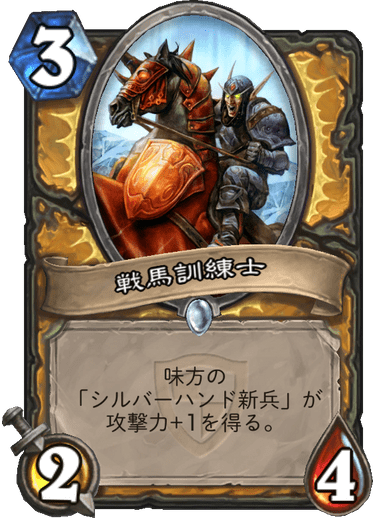 3
戦馬訓練士
味方の
「シルバーハンド新兵」が
攻撃力+1を得る。
2
4